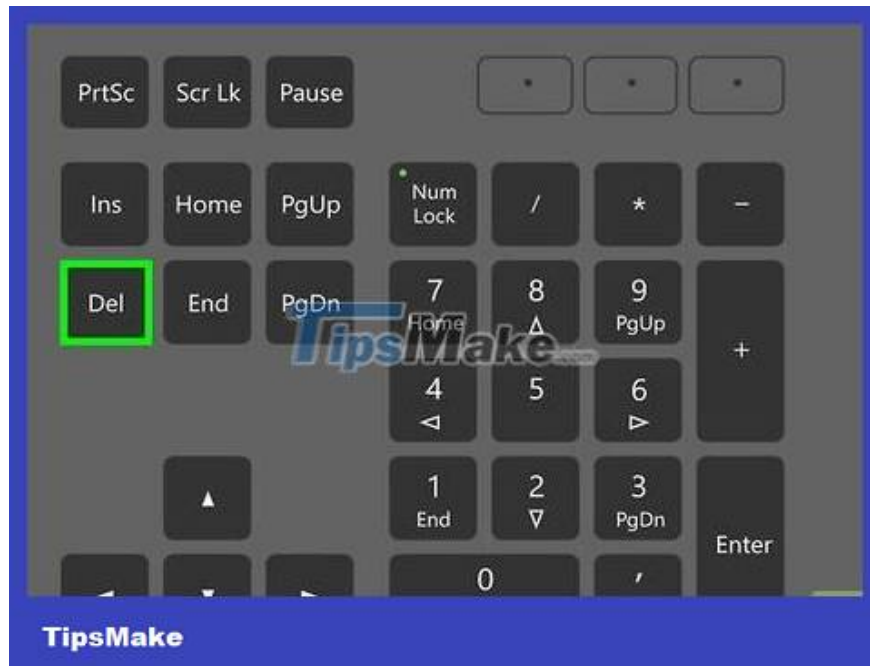 PrtSc Scr Lk Pause
Ins Home PgUp Num Lock / * −
Del End PgDn 7 Home 8 9 PgUp +
TipsMake.com
4 5 6
1 End 2 3 PgDn Enter
0 ,
TipsMake